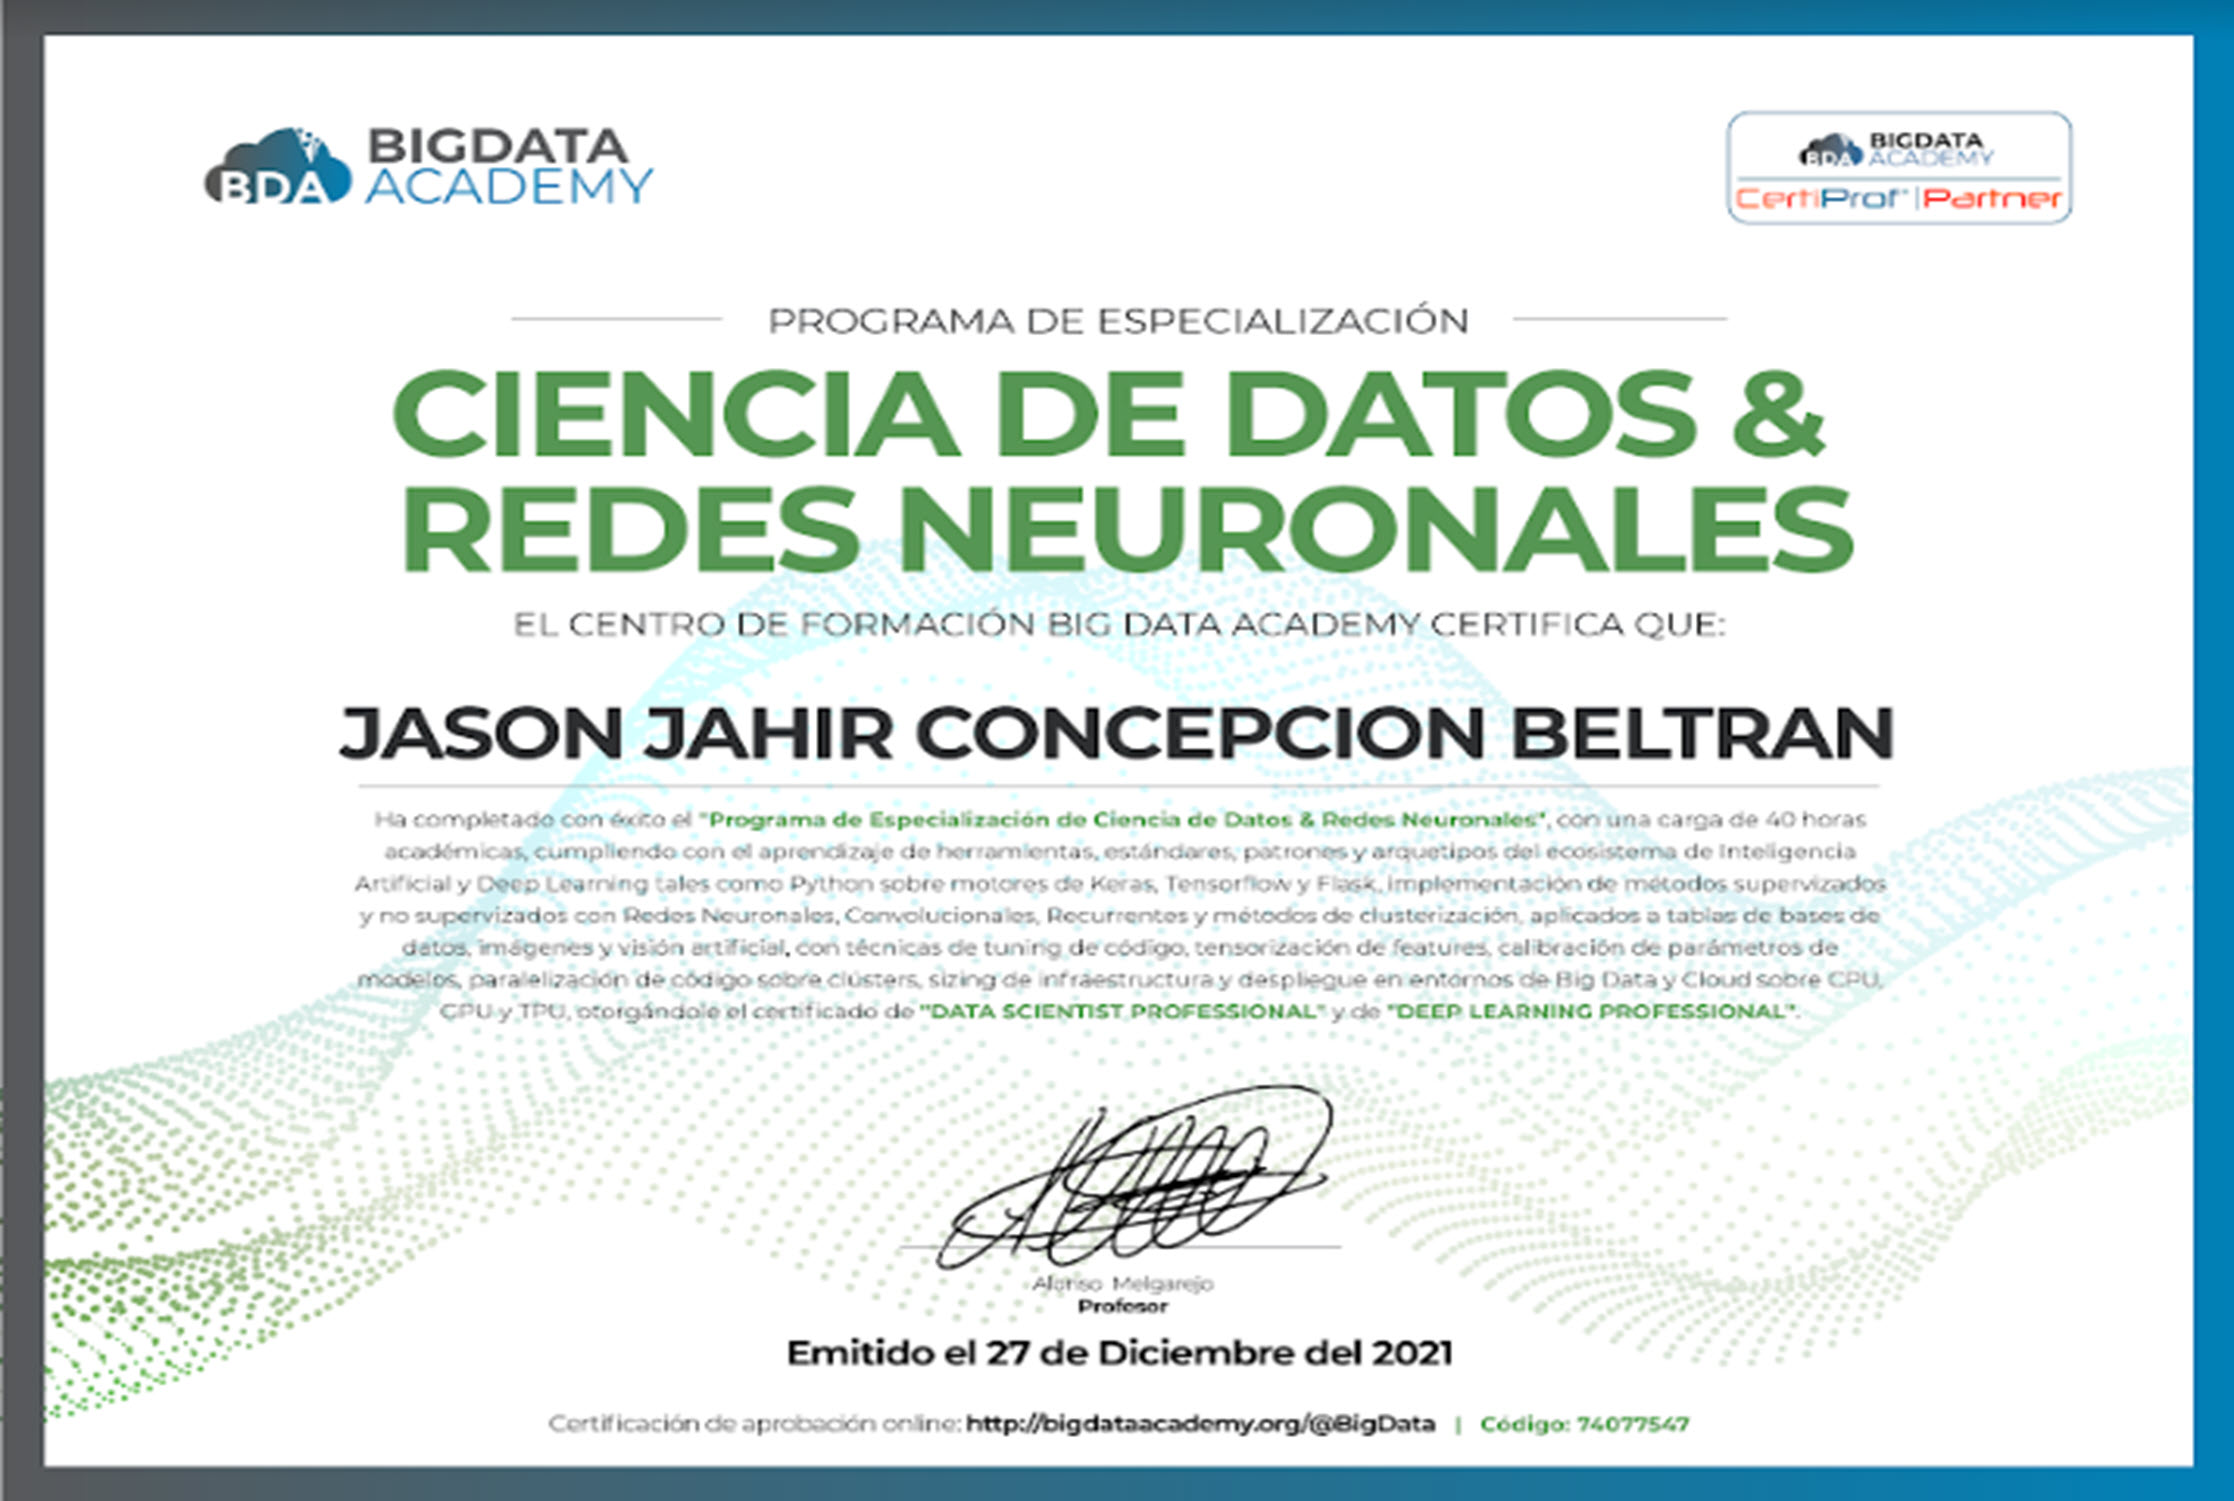 BIGDATA
BDA ACADEMY
BIGDATA
BDA ACADEMY
CertiProf® | Partner
PROGRAMA DE ESPECIALIZACIÓN
CIENCIA DE DATOS &
REDES NEURONALES
EL CENTRO DE FORMACIÓN BIG DATA ACADEMY CERTIFICA QUE:
JASON JAHIR CONCEPCION BELTRAN
Ha completado con éxito el "Programa de Especialización de Ciencia de Datos & Redes Neuronales", con una carga de 40 horas
académicas, cumpliendo con el aprendizaje de herramientas, estándares, patrones y arquetipos del ecosistema de Inteligencia
Artificial y Deep Learning tales como Python sobre motores de Keras, Tensorflow y Flask, implementación de métodos supervizados
y no supervizados con Redes Neuronales, Convolucionales, Recurrentes y métodos de clusterización, aplicados a tablas de bases de
datos, imágenes y visión artificial, con técnicas de tuning de código, tensorización de features, calibración de parámetros de
modelos, paralelización de código sobre clústers, sizing de infraestructura y despliegue en entornos de Big Data y Cloud sobre CPU,
GPU y TPU, otorgándole el certificado de "DATA SCIENTIST PROFESSIONAL" y de "DEEP LEARNING PROFESSIONAL".
Alonso Melgarejo
Profesor
Emitido el 27 de Diciembre del 2021
Certificación de aprobación online: http://bigdataacademy.org/@BigData | Código: 74077547